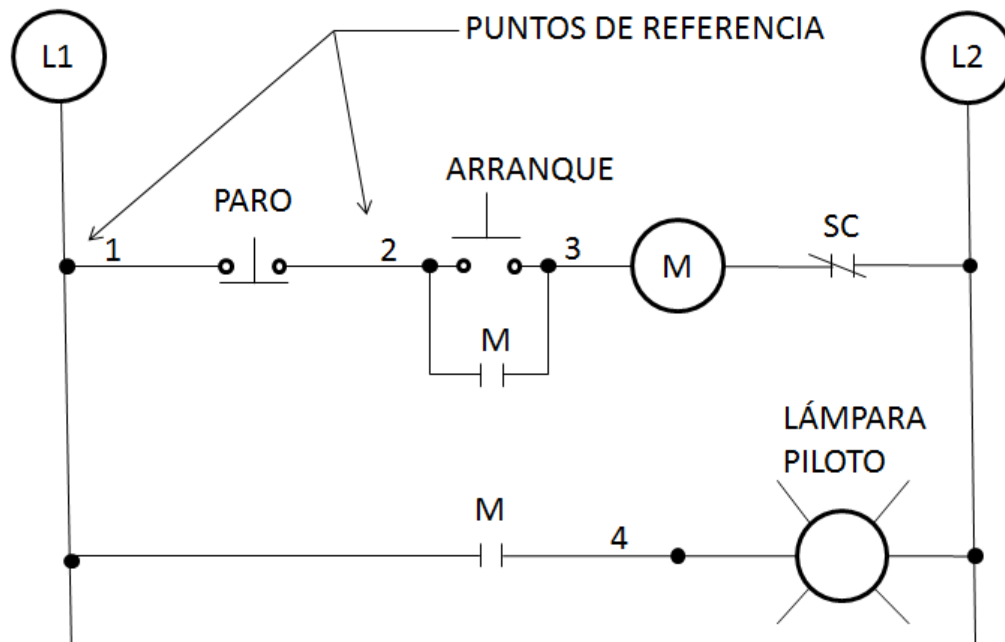 L1
PUNTOS DE REFERENCIA
L2
PARO
ARRANQUE
SC
1
2
3
M
M
LÁMPARA
PILOTO
M
4